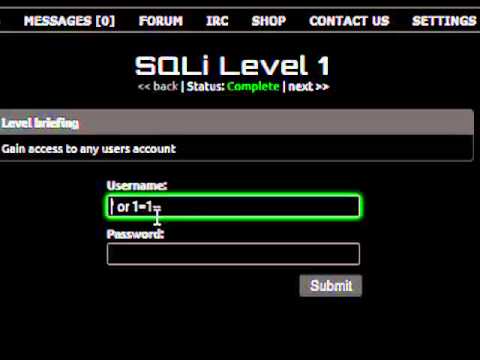 MESSAGES [0] FORUM IRC SHOP CONTACT US SETTINGS
SQLi Level 1
<< back | Status: Complete | next >>
Level briefing
Gain access to any users account
Username:
' or 1=1--
Password:
Submit